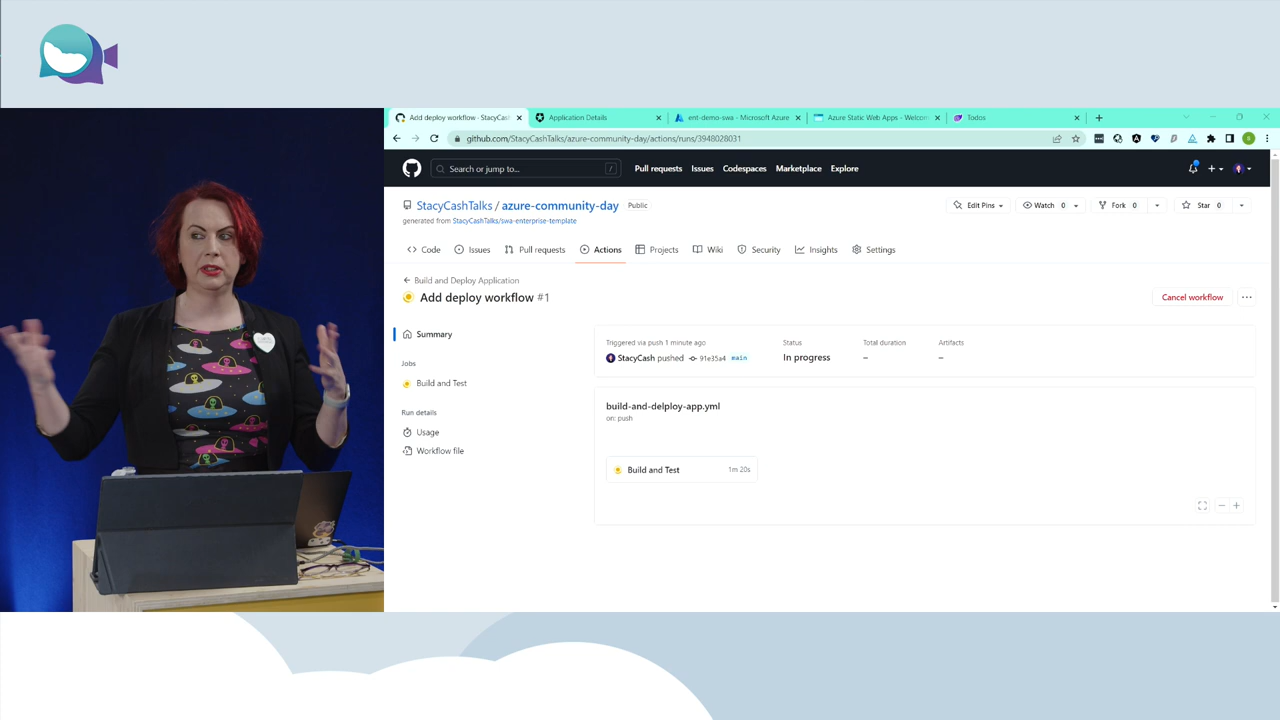 Add deploy workflow · StacyCash
Application Details
ent-demo-swa - Microsoft Azure
Azure Static Web Apps - Welcom
Todos
github.com/StacyCashTalks/azure-community-day/actions/runs/3948028031
Search or jump to...
/
Pull requests
Issues
Codespaces
Marketplace
Explore
StacyCashTalks / azure-community-day
Public
generated from StacyCashTalks/swa-enterprise-template
Edit Pins
Watch 0
Fork 0
Star 0
Code
Issues
Pull requests
Actions
Projects
Wiki
Security
Insights
Settings
Build and Deploy Application
Add deploy workflow #1
Cancel workflow
Summary
Jobs
Build and Test
Run details
Usage
Workflow file
Triggered via push 1 minute ago
StacyCash pushed 91e35a4 main
Status
In progress
Total duration
–
Artifacts
–
build-and-delploy-app.yml
on: push
Build and Test
1m 20s